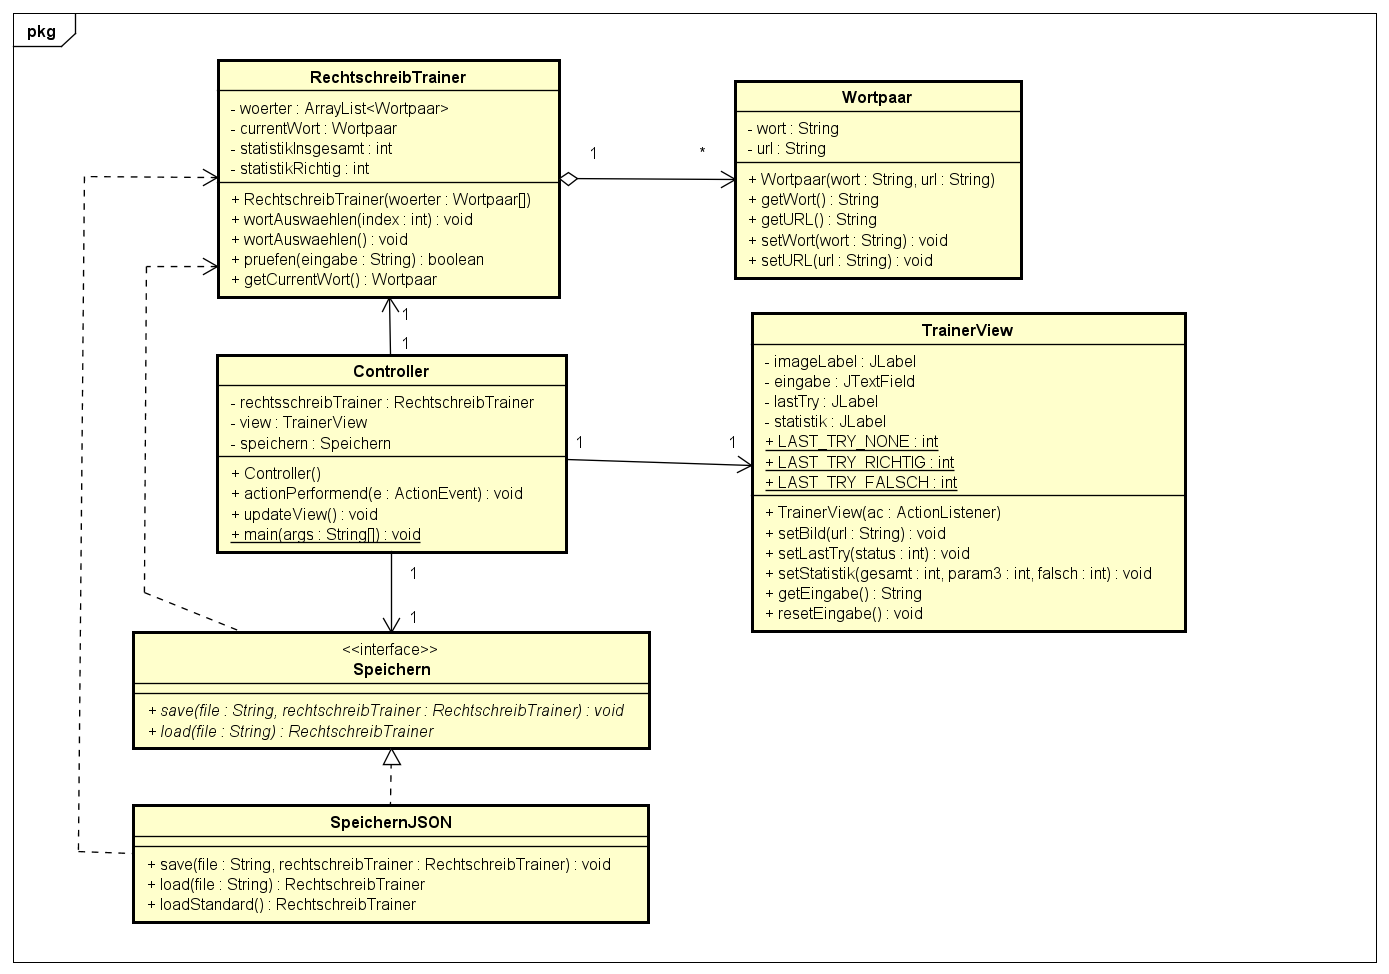 pkg
RechtschreibTrainer
- woerter : ArrayList<Wortpaar>
- currentWort : Wortpaar
- statistikInsgesamt : int
- statistikRichtig : int
+ RechtschreibTrainer(woerter : Wortpaar[])
+ wortAuswaehlen(index : int) : void
+ wortAuswaehlen() : void
+ pruefen(eingabe : String) : boolean
+ getCurrentWort() : Wortpaar
1
*
Wortpaar
- wort : String
- url : String
+ Wortpaar(wort : String, url : String)
+ getWort() : String
+ getURL() : String
+ setWort(wort : String) : void
+ setURL(url : String) : void
1
1
Controller
- rechtsschreibTrainer : RechtschreibTrainer
- view : TrainerView
- speichern : Speichern
+ Controller()
+ actionPerformend(e : ActionEvent) : void
+ updateView() : void
+ main(args : String[]) : void
1
1
TrainerView
- imageLabel : JLabel
- eingabe : JTextField
- lastTry : JLabel
- statistik : JLabel
+ LAST_TRY_NONE : int
+ LAST_TRY_RICHTIG : int
+ LAST_TRY_FALSCH : int
+ TrainerView(ac : ActionListener)
+ setBild(url : String) : void
+ setLastTry(status : int) : void
+ setStatistik(gesamt : int, param3 : int, falsch : int) : void
+ getEingabe() : String
+ resetEingabe() : void
1
1
<<interface>>
Speichern
+ save(file : String, rechtschreibTrainer : RechtschreibTrainer) : void
+ load(file : String) : RechtschreibTrainer
SpeichernJSON
+ save(file : String, rechtschreibTrainer : RechtschreibTrainer) : void
+ load(file : String) : RechtschreibTrainer
+ loadStandard() : RechtschreibTrainer